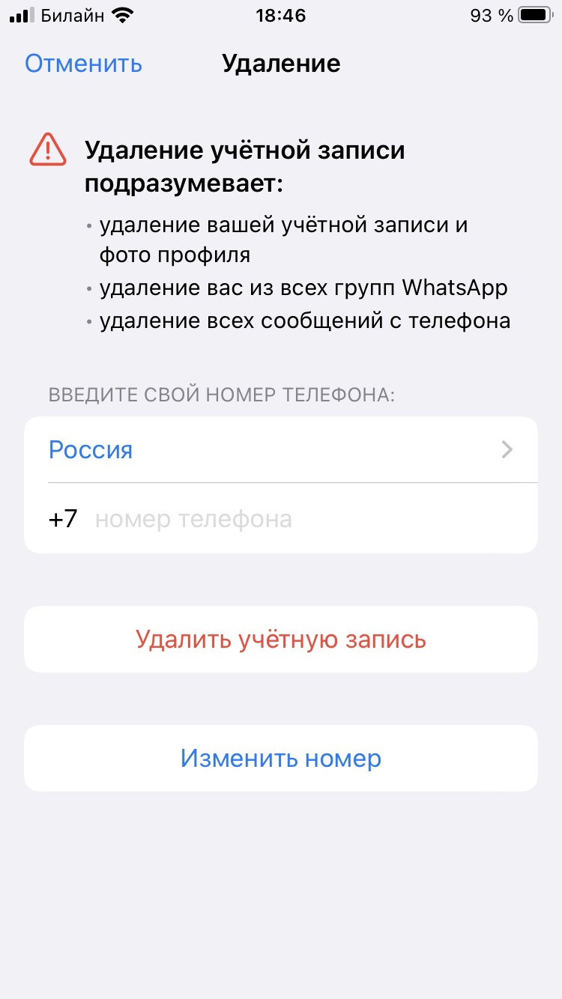 Билайн 18:46 93 %
Отменить Удаление
Удаление учётной записи
подразумевает:
• удаление вашей учётной записи и
фото профиля
• удаление вас из всех групп WhatsApp
• удаление всех сообщений с телефона
ВВЕДИТЕ СВОЙ НОМЕР ТЕЛЕФОНА:
Россия
+7 номер телефона
Удалить учётную запись
Изменить номер